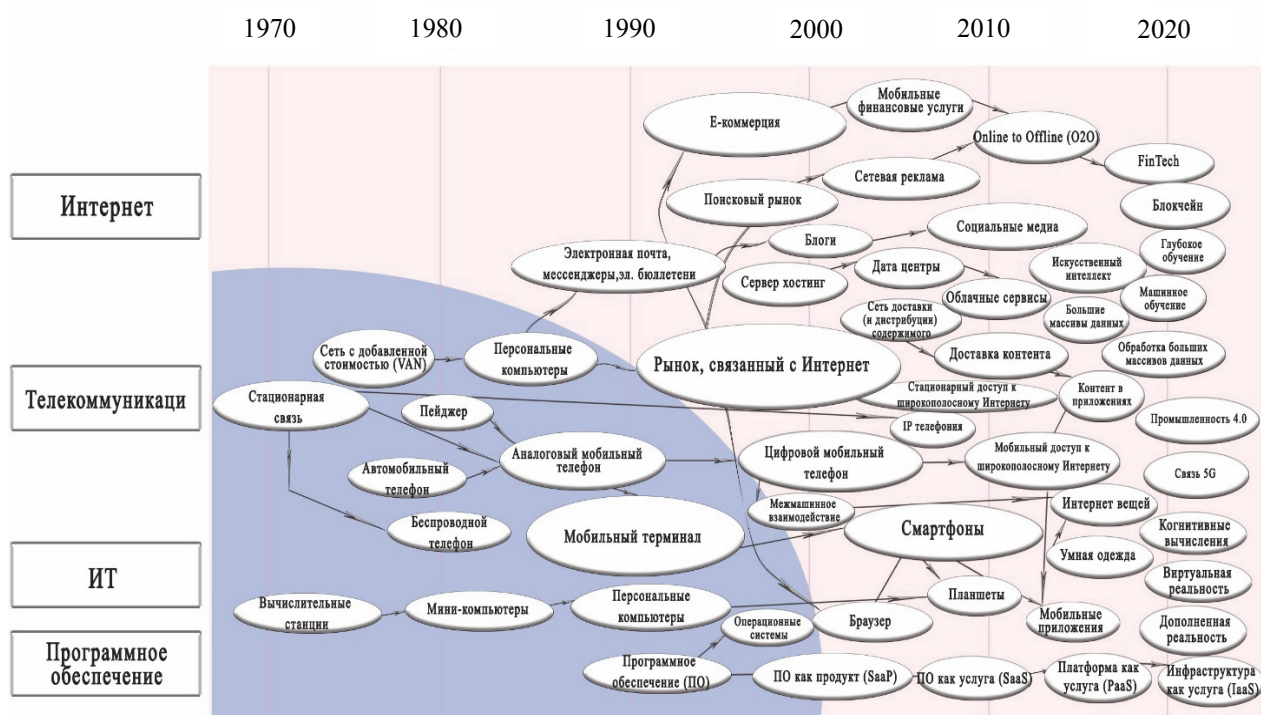 1970 1980 1990 2000 2010 2020
Интернет
Телекоммуникаци
ИТ
Программное
обеспечение
Е-коммерция
Мобильные
финансовые услуги
Online to Offline (O2O)
FinTech
Поисковый рынок
Сетевая реклама
Блокчейн
Электронная почта,
мессенджеры,эл. бюллетени
Блоги
Социальные медиа
Глубокое
обучение
Сервер хостинг
Дата центры
Искусственный
интеллект
Облачные сервисы
Машинное
обучение
Сеть доставки
(и дистрибуции)
содержимого
Большие
массивы данных
Сеть с добавленной
стоимостью (VAN)
Персональные
компьютеры
Рынок, связанный с Интернет
Доставка контента
Обработка больших
массивов данных
Стационарная
связь
Стационарный доступ к
широкополосному Интернету
Контент в
приложениях
Пейджер
IP телефония
Промышленность 4.0
Автомобильный
телефон
Аналоговый мобильный
телефон
Цифровой мобильный
телефон
Мобильный доступ к
широкополосному Интернету
Связь 5G
Беспроводной
телефон
Мобильный терминал
Межмашинное
взаимодействие
Смартфоны
Интернет вещей
Когнитивные
вычисления
Умная одежда
Виртуальная
реальность
Вычислительные
станции
Мини-компьютеры
Персональные
компьютеры
Операционные
системы
Браузер
Планшеты
Мобильные
приложения
Дополненная
реальность
Программное
обеспечение (ПО)
ПО как продукт (SaaP)
ПО как услуга (SaaS)
Платформа как
услуга (PaaS)
Инфраструктура
как услуга (IaaS)